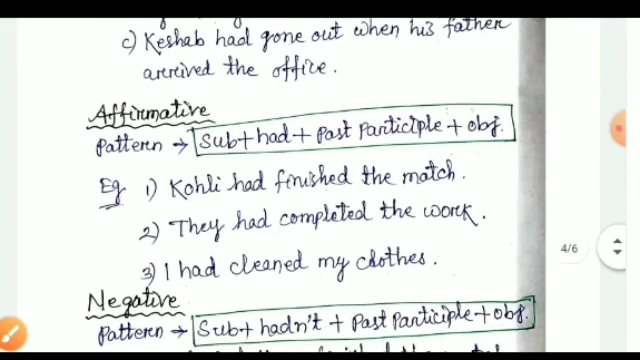 c) Keshab had gone out when his father
arrived the office.
Affirmative
Pattern → Sub + had + Past Participle + obj.
Eg 1) Kohli had finished the match.
2) They had completed the work.
3) I had cleaned my clothes.
4/6
Negative
Pattern → Sub + hadn't + Past Participle + obj.